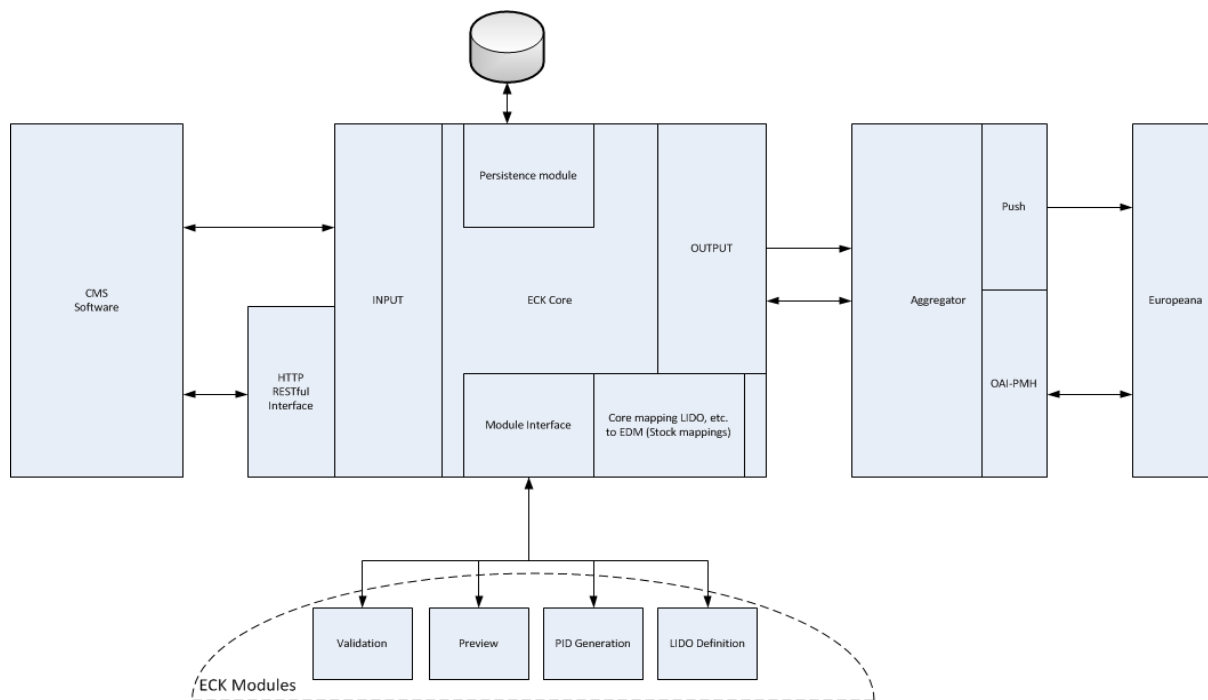 Persistence module
Push
OUTPUT
CMS
Software
INPUT
ECK Core
Aggregator
Europeana
HTTP
RESTful
Interface
OAI-PMH
Module Interface
Core mapping LIDO, etc.
to EDM (Stock mappings)
Validation
Preview
PID Generation
LIDO Definition
ECK Modules